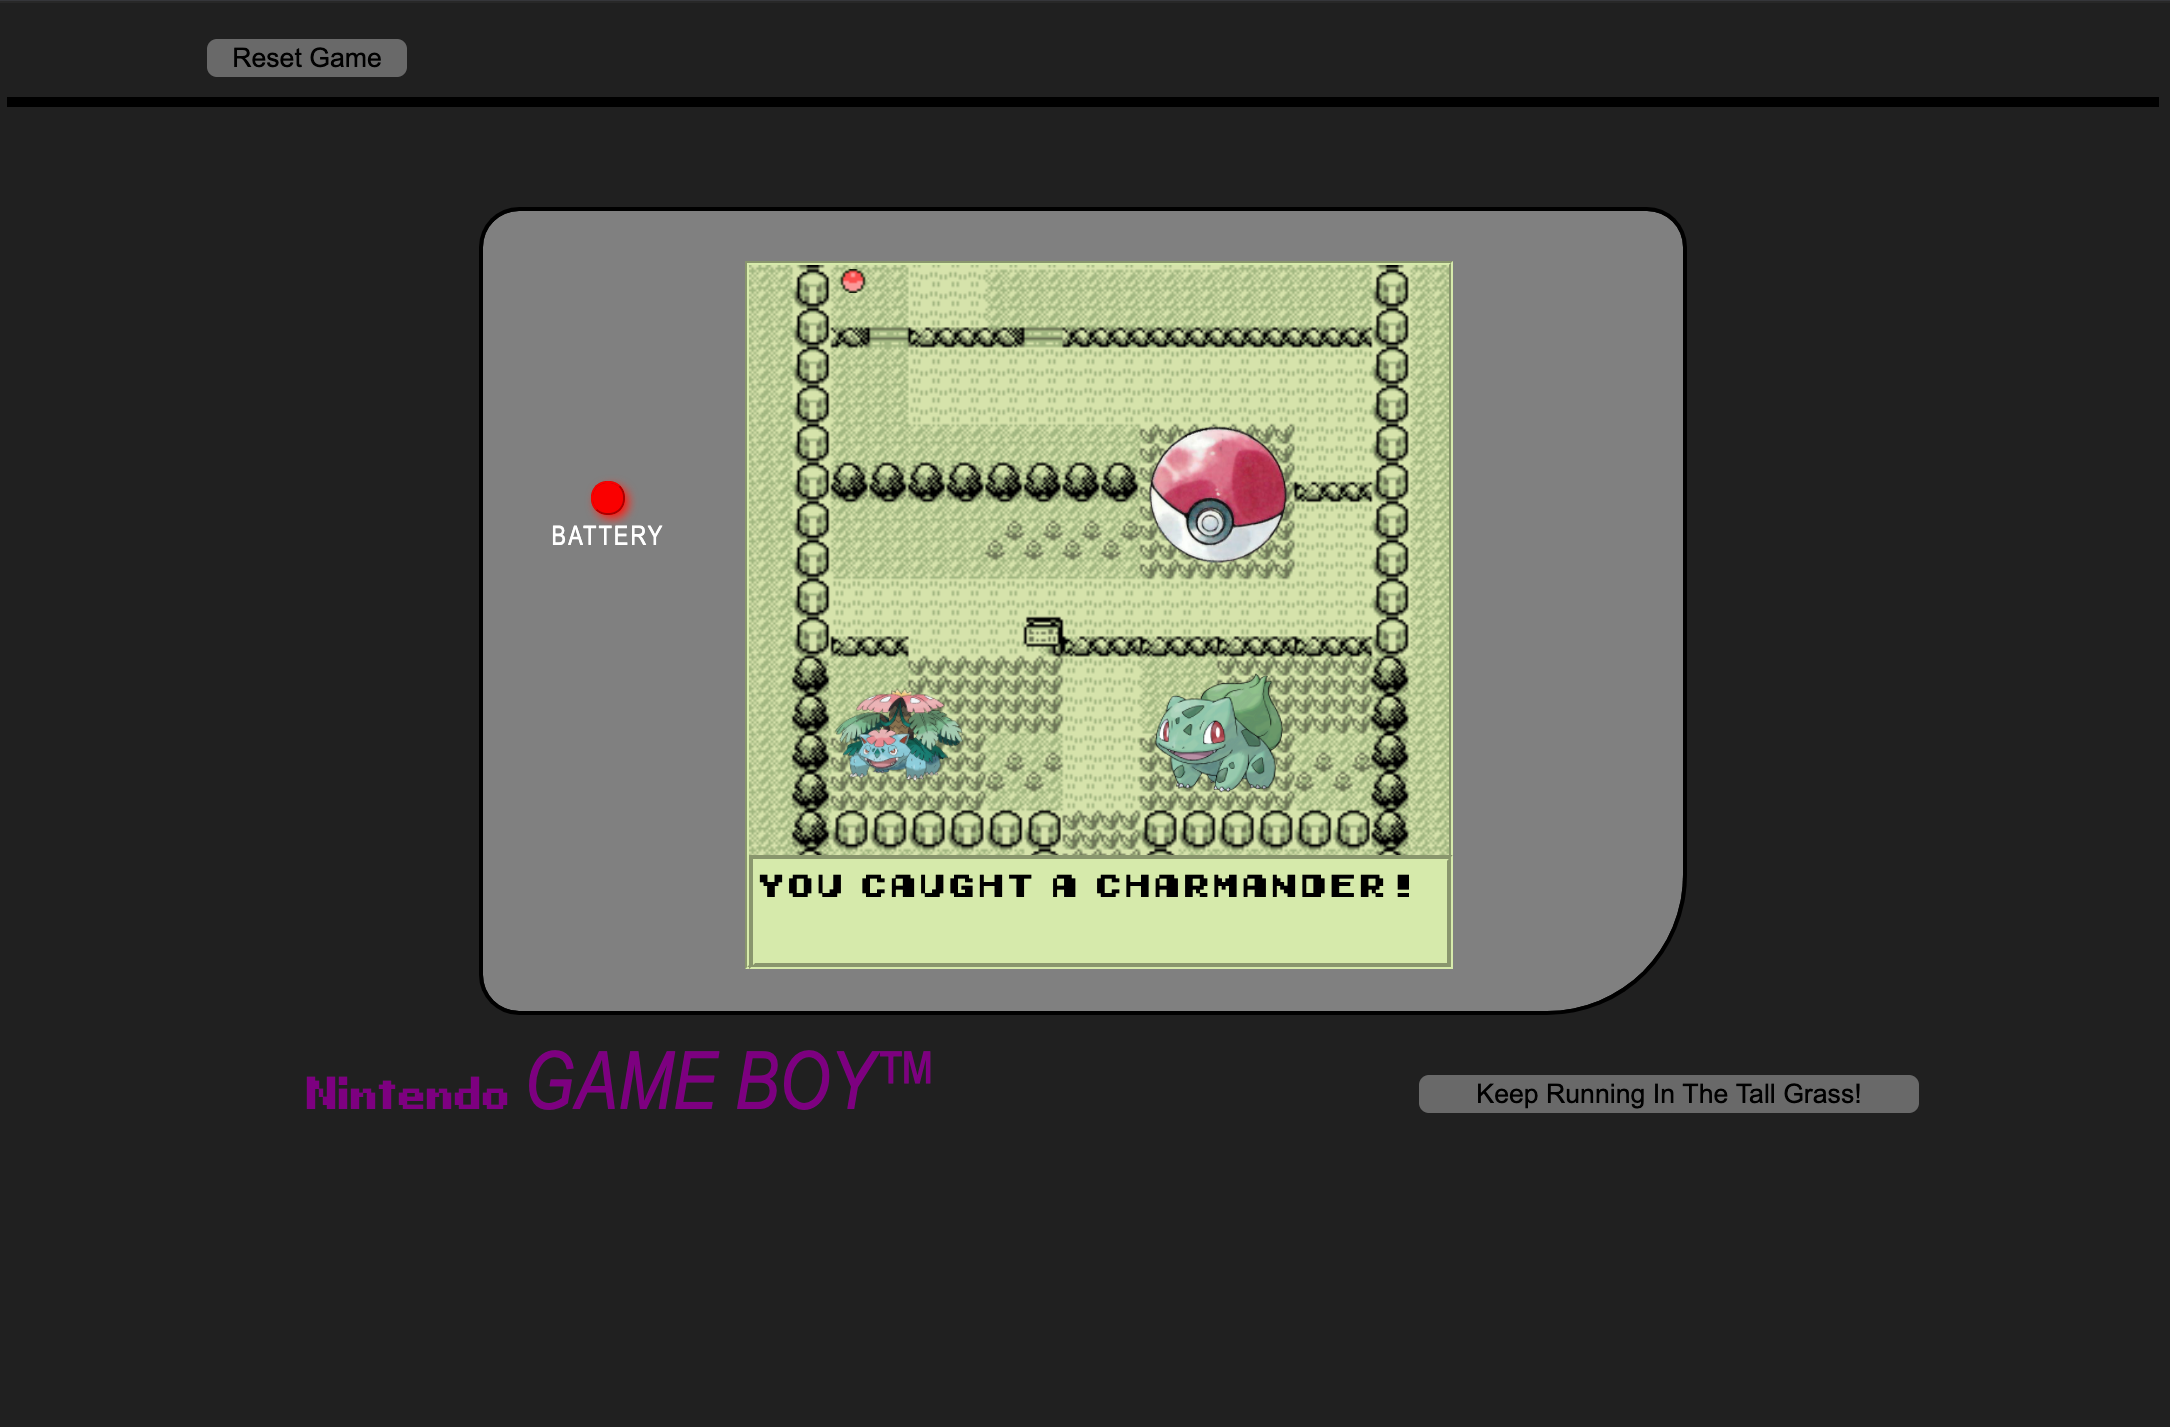 Reset Game
BATTERY
YOU CAUGHT A CHARMANDER!
Nintendo GAME BOY™
Keep Running In The Tall Grass!